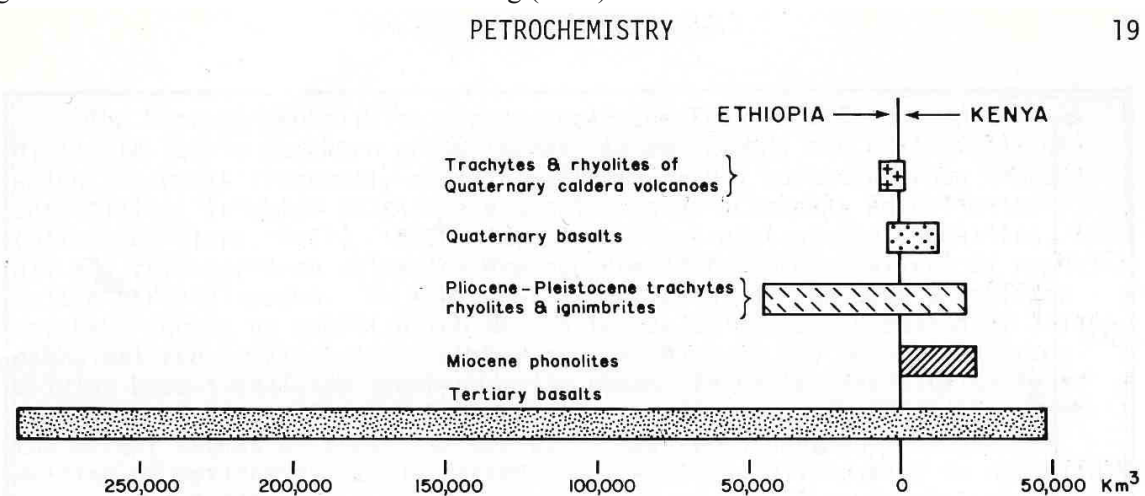 PETROCHEMISTRY 19
ETHIOPIA KENYA
Trachytes & rhyolites of
Quaternary caldera volcanoes
Quaternary basalts
Pliocene-Pleistocene trachytes
rhyolites & ignimbrites
Miocene phonolites
Tertiary basalts
250,000 200,000 150,000 100,000 50,000 0 50,000 Km³